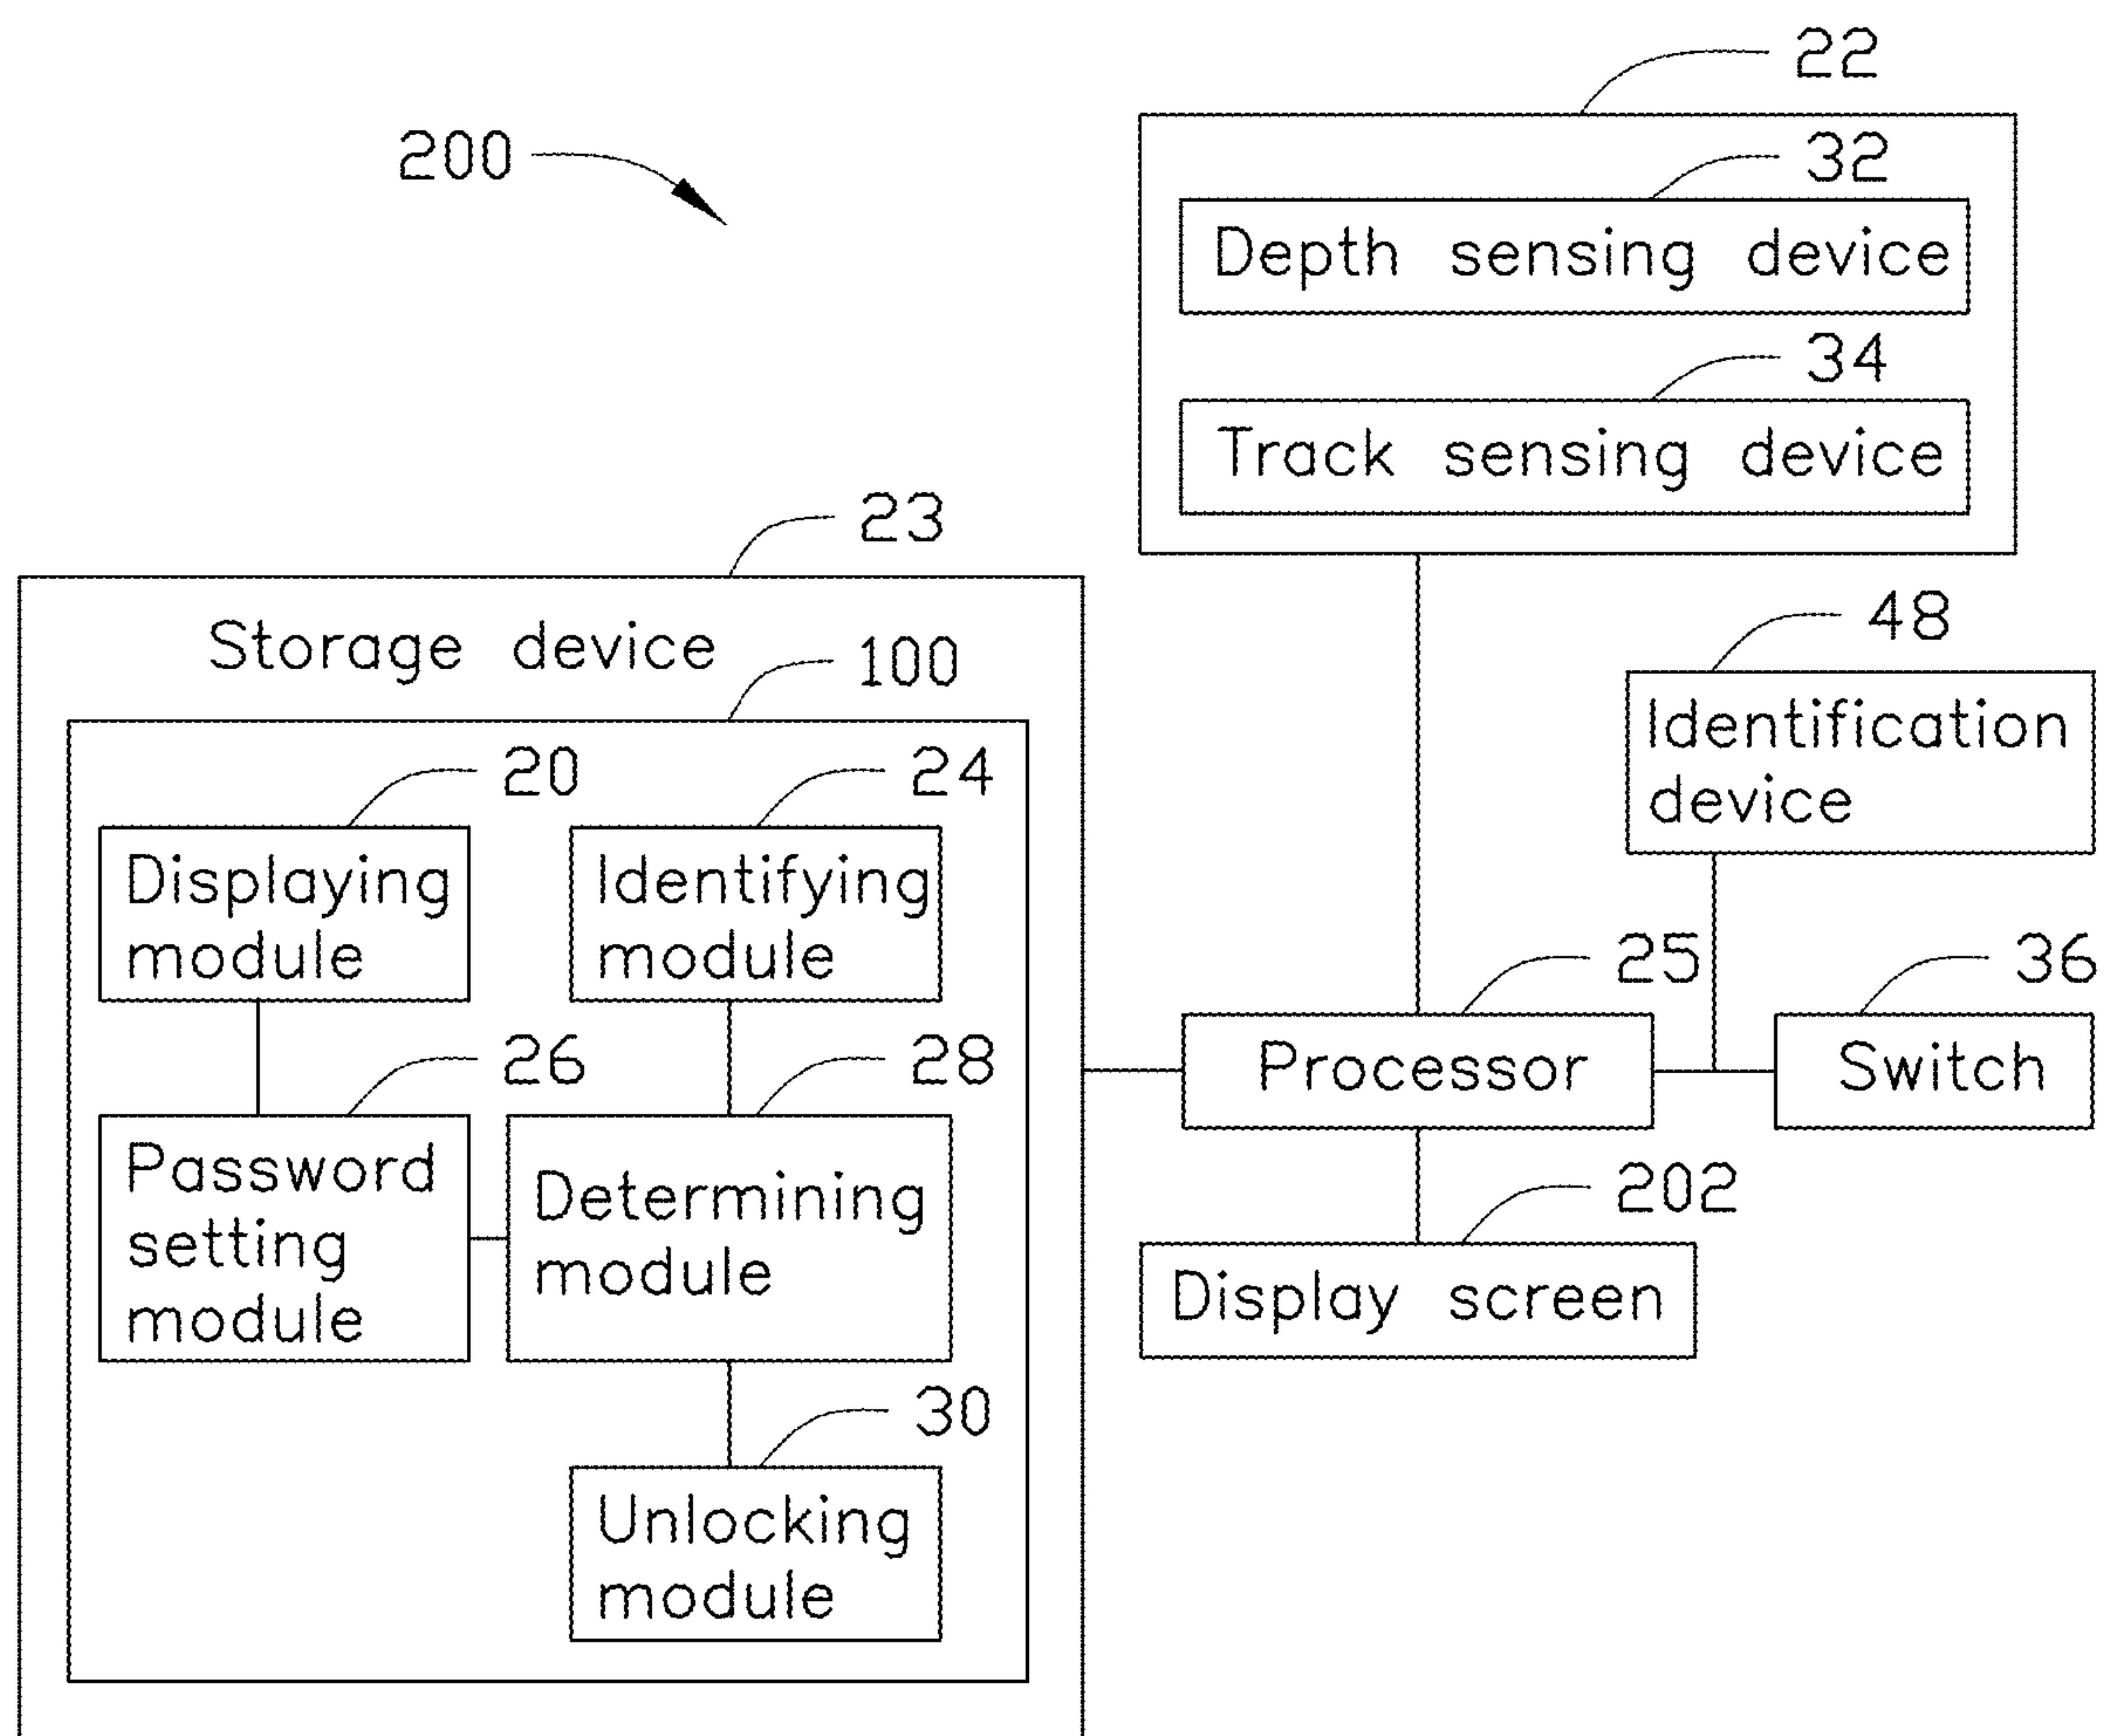 22
200
32
Depth sensing device
34
Track sensing device
23
Storage device
100
48
Identification
device
20
24
Displaying
module
Identifying
module
25
36
26
28
Processor
Switch
Password
setting
module
Determining
module
202
Display screen
30
Unlocking
module